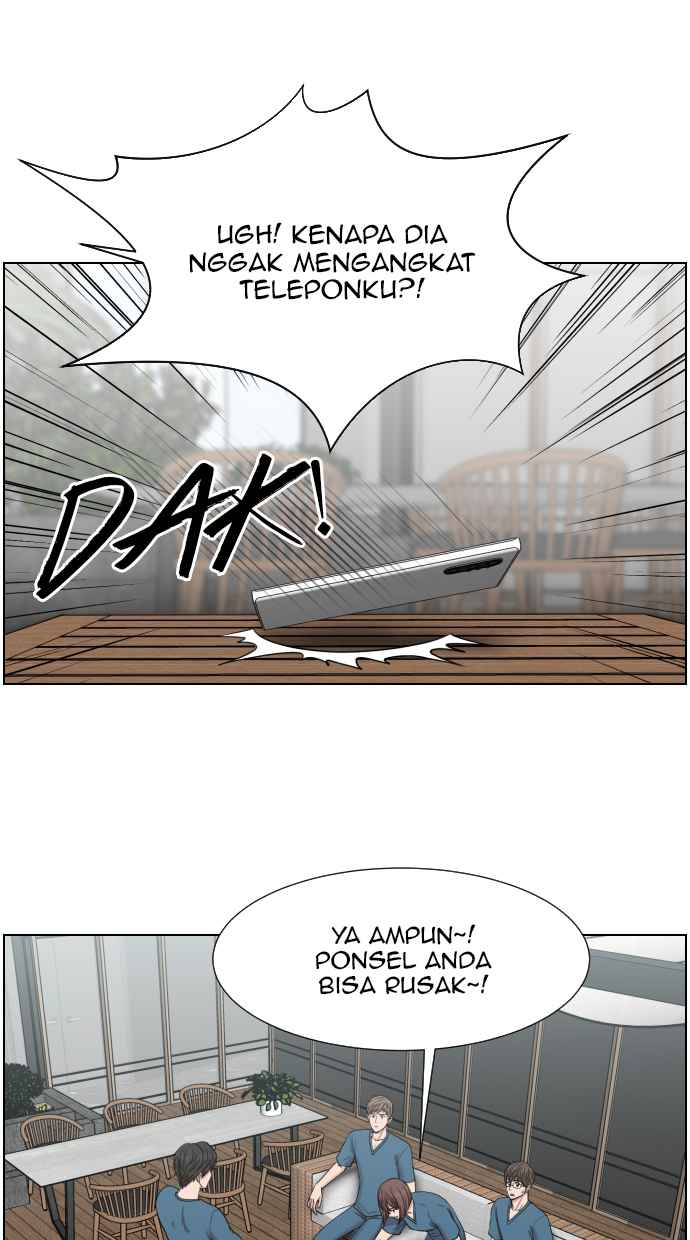 UGH! KENAPA DIA
NGGAK MENGANGKAT
TELEPONKU?!
DAK!
YA AMPUN~!
PONSEL ANDA
BISA RUSAK~!